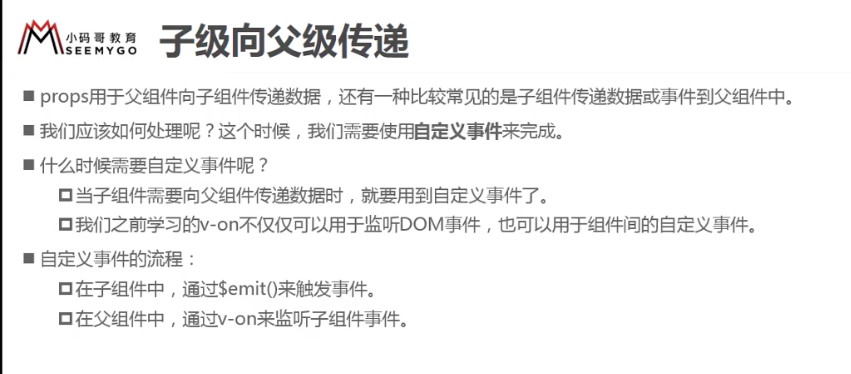 小码哥教育
SEEMYGO
子级向父级传递
props用于父组件向子组件传递数据，还有一种比较常见的是子组件传递数据或事件到父组件中。
我们应该如何处理呢？这个时候，我们需要使用自定义事件来完成。
什么时候需要自定义事件呢？
当子组件需要向父组件传递数据时，就要用到自定义事件了。
我们之前学习的v-on不仅仅可以用于监听DOM事件，也可以用于组件间的自定义事件。
自定义事件的流程：
在子组件中，通过$emit()来触发事件。
在父组件中，通过v-on来监听子组件事件。